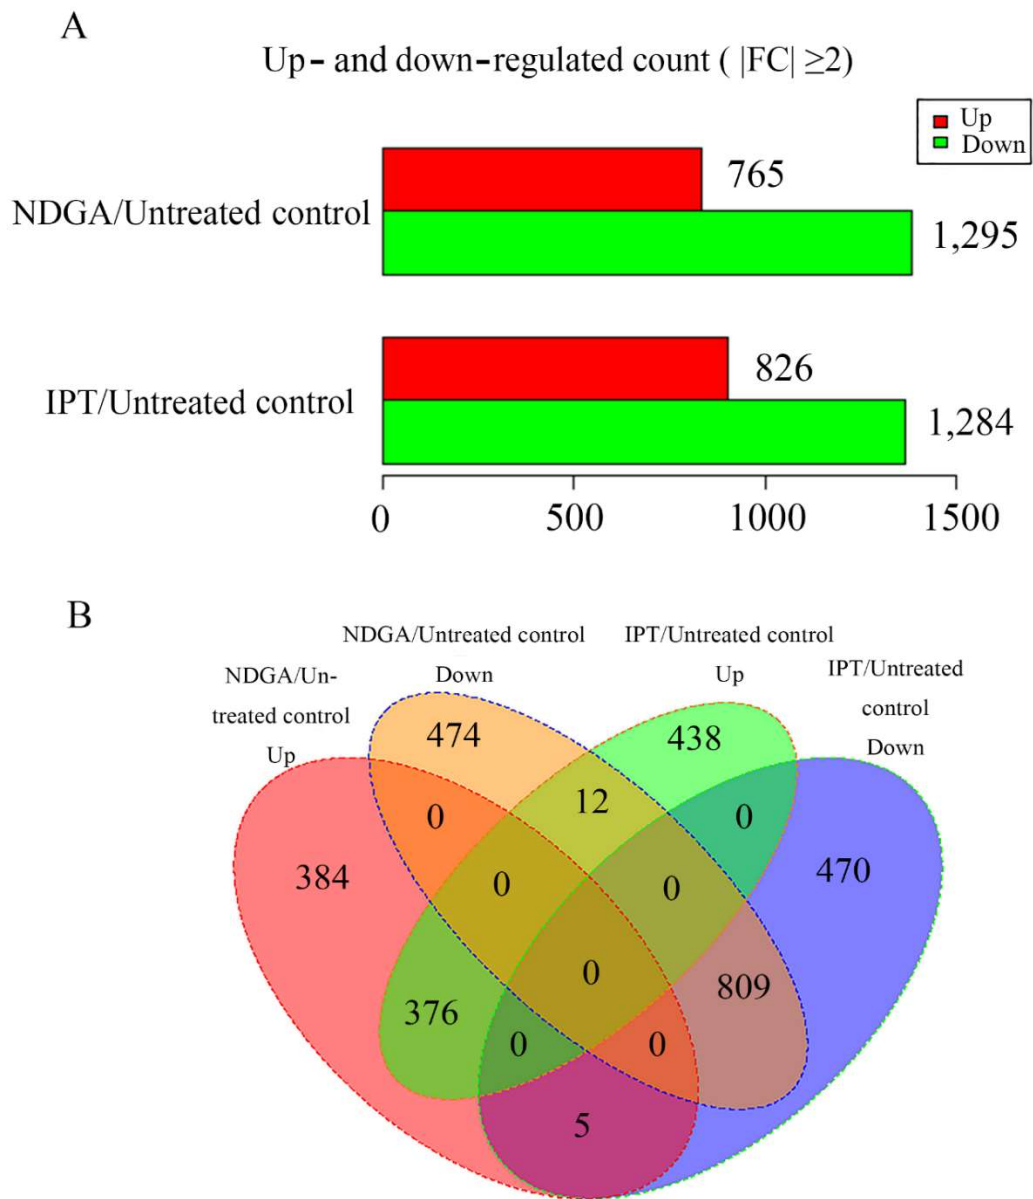 A
Up- and down-regulated count ( |FC| ≥2)
Up
Down
NDGA/Untreated control
765
1,295
IPT/Untreated control
826
1,284
0
500
1000
1500
B
NDGA/Untreated control
Down
IPT/Untreated control
Up
NDGA/Un-
treated control
Up
IPT/Untreated
control
Down
474
438
12
0
0
384
0
0
470
0
376
809
0
0
5